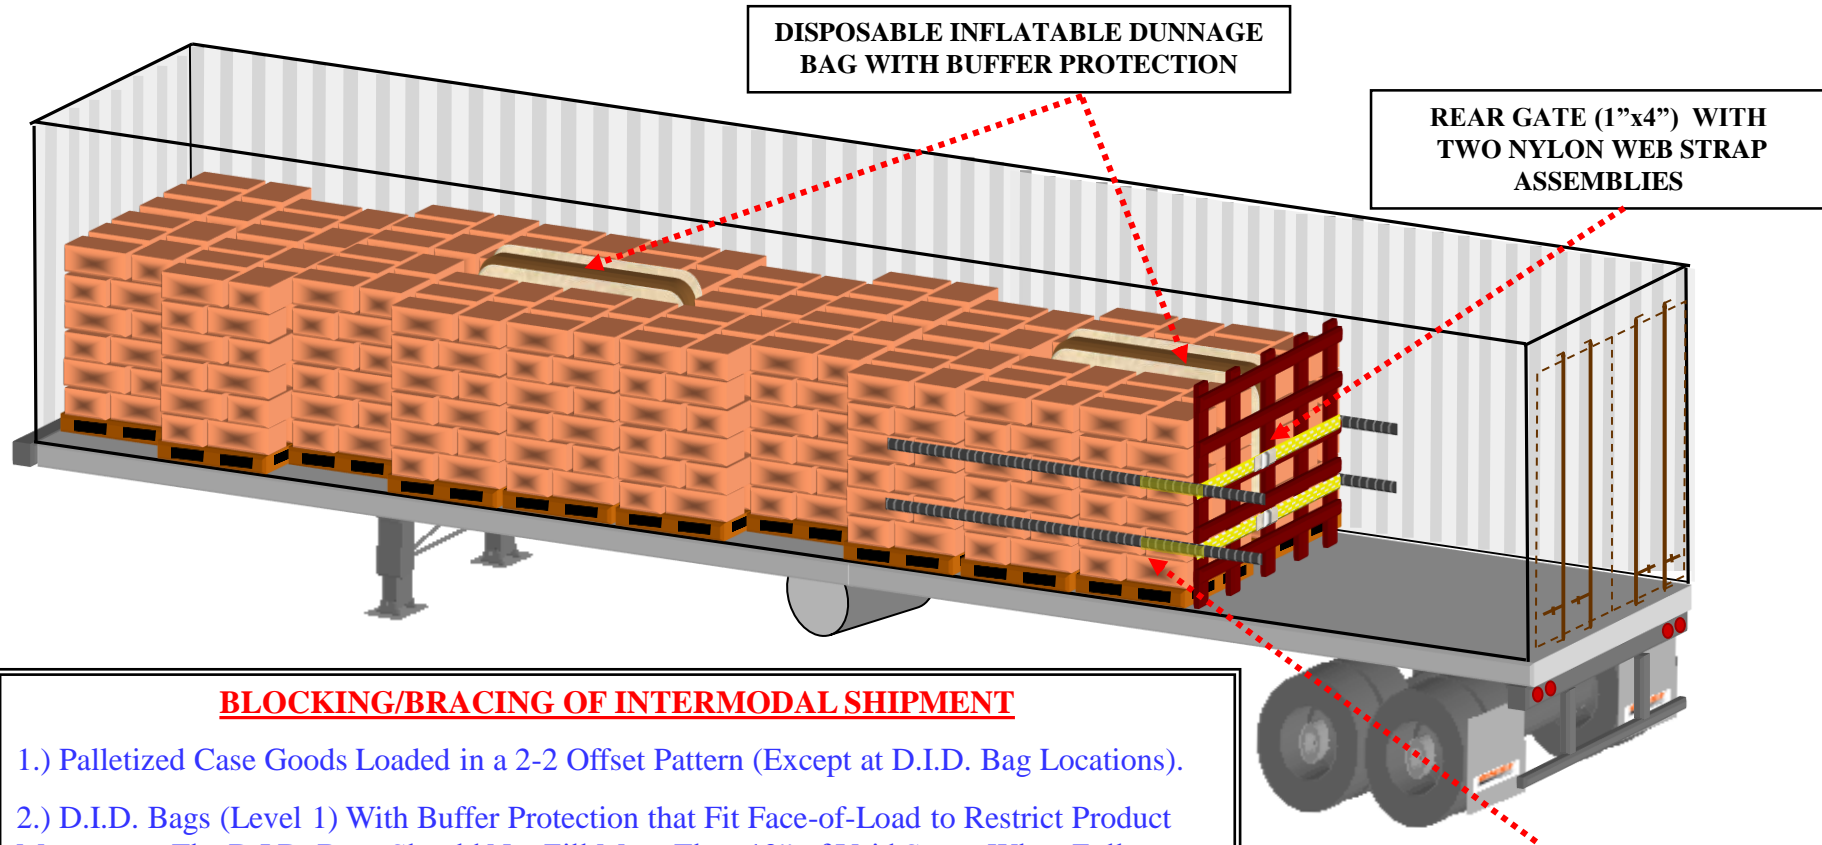 DISPOSABLE INFLATABLE DUNNAGE
BAG WITH BUFFER PROTECTION
REAR GATE (1”x4”) WITH
TWO NYLON WEB STRAP
ASSEMBLIES
BLOCKING/BRACING OF INTERMODAL SHIPMENT
1.) Palletized Case Goods Loaded in a 2-2 Offset Pattern (Except at D.I.D. Bag Locations).
2.) D.I.D. Bags (Level 1) With Buffer Protection that Fit Face-of-Load to Restrict Product